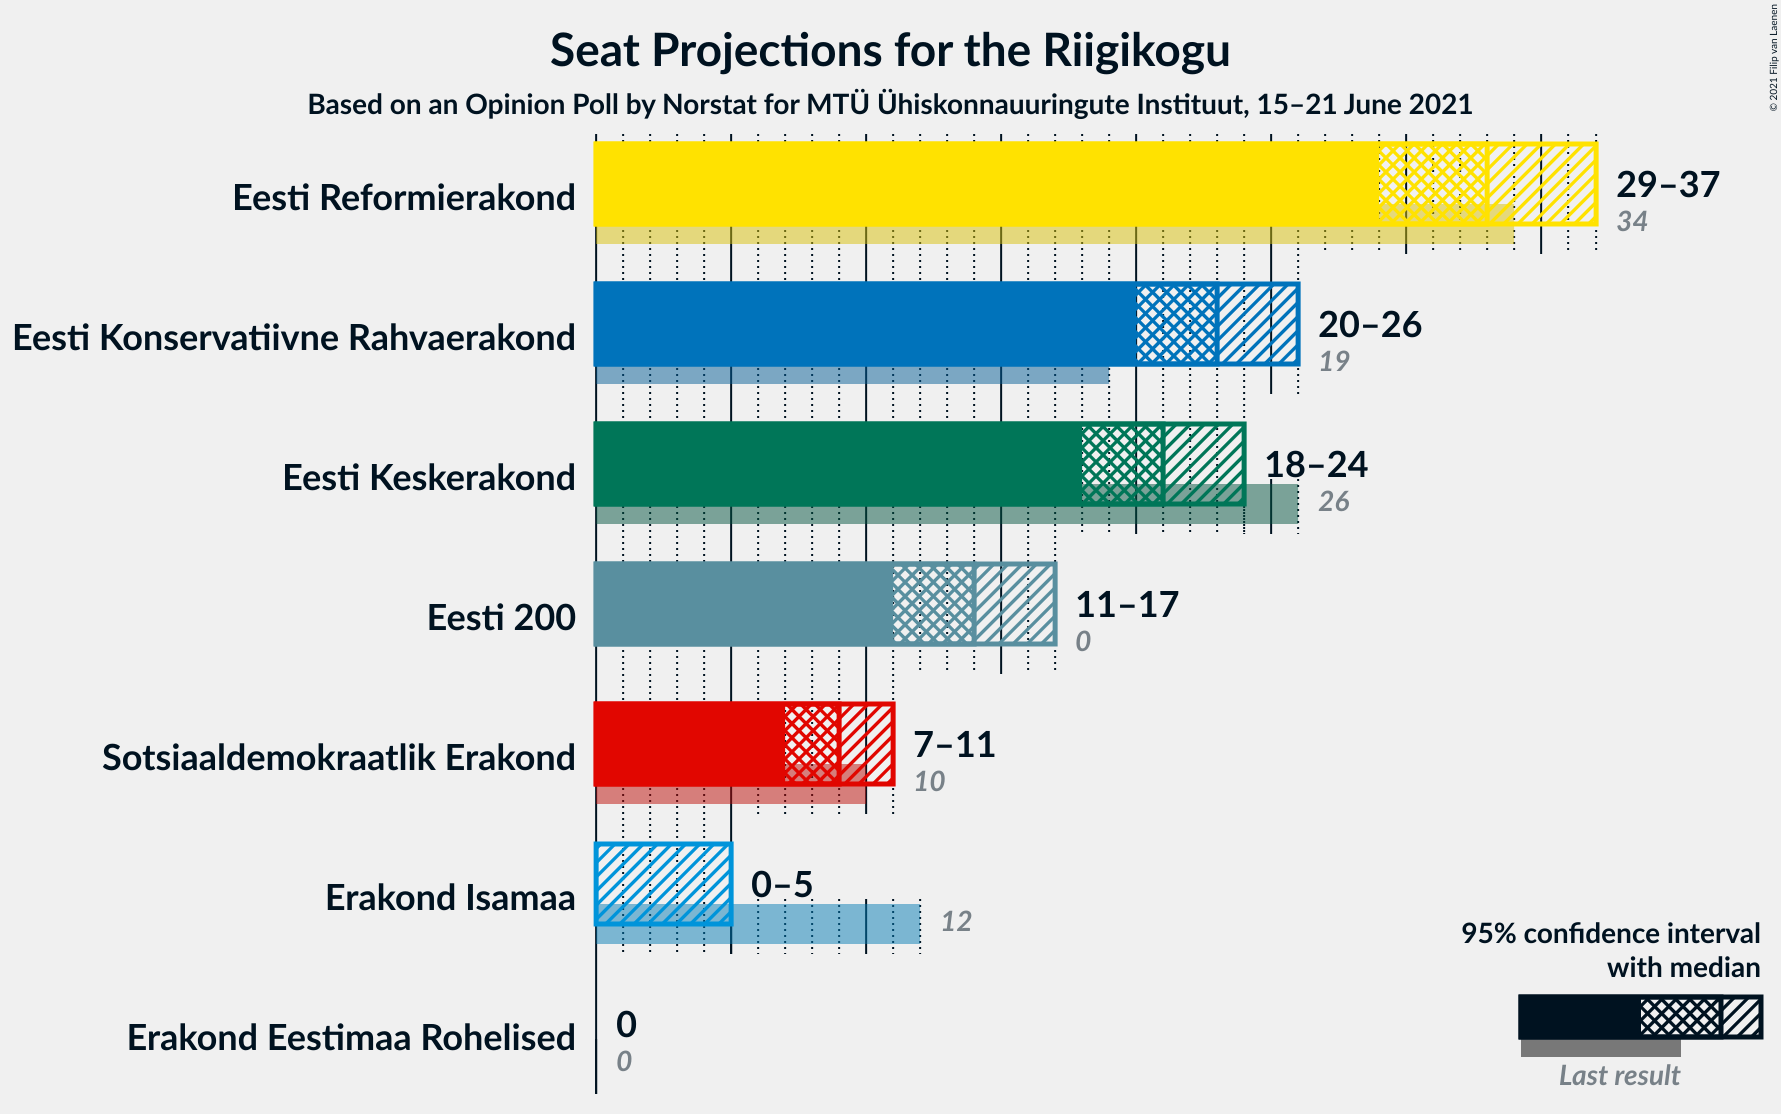 Seat Projections for the Riigikogu
Based on an Opinion Poll by Norstat for MTÜ Ühiskonnauuringute Instituut, 15–21 June 2021
© 2021 Filip van Laenen
Eesti Reformierakond
29–37
34
Eesti Konservatiivne Rahvaerakond
20–26
19
Eesti Keskerakond
18–24
26
Eesti 200
11–17
0
Sotsiaaldemokraatlik Erakond
7–11
10
Erakond Isamaa
0–5
12
Erakond Eestimaa Rohelised
0
0
95% confidence interval
with median
Last result